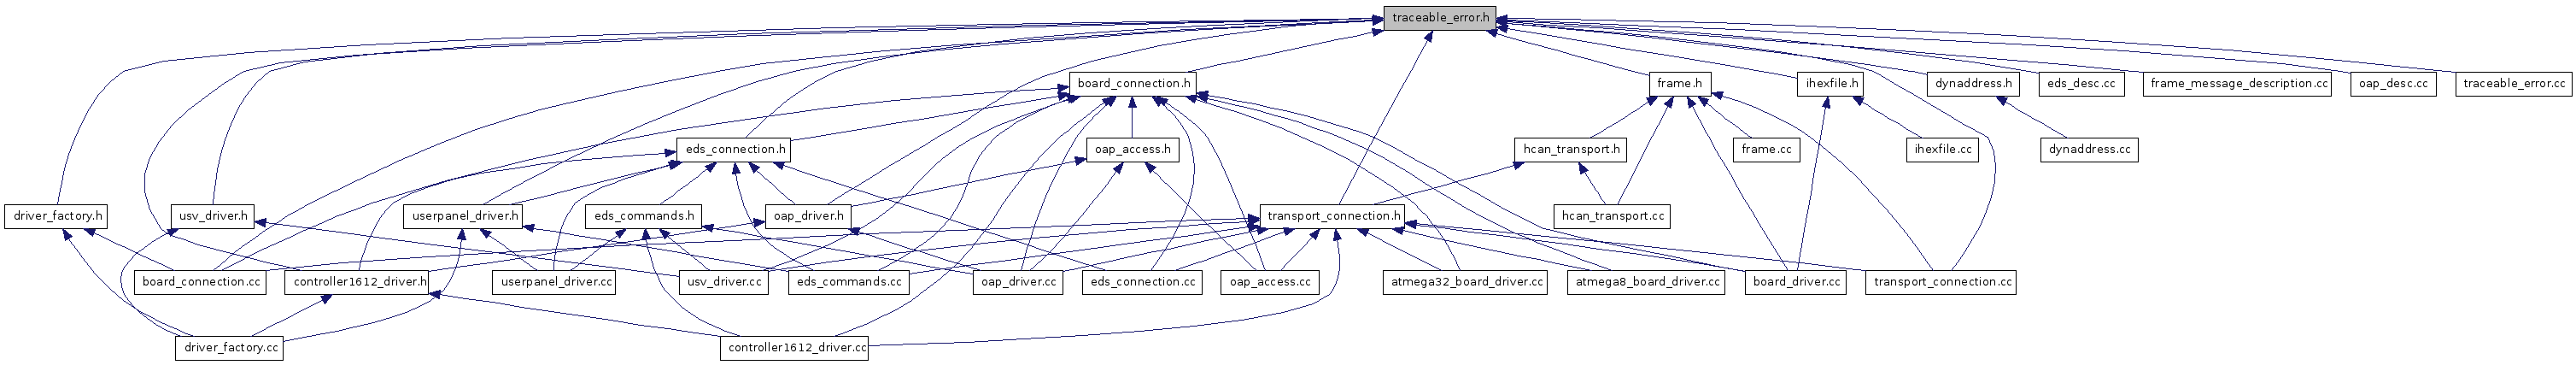 traceable_error.h
board_connection.h
frame.h
ihexfile.h
dynaddress.h
eds_desc.cc
frame_message_description.cc
oap_desc.cc
traceable_error.cc
eds_connection.h
oap_access.h
hcan_transport.h
frame.cc
ihexfile.cc
dynaddress.cc
driver_factory.h
usv_driver.h
userpanel_driver.h
eds_commands.h
oap_driver.h
transport_connection.h
hcan_transport.cc
board_connection.cc
controller1612_driver.h
userpanel_driver.cc
usv_driver.cc
eds_commands.cc
oap_driver.cc
eds_connection.cc
oap_access.cc
atmega32_board_driver.cc
atmega8_board_driver.cc
board_driver.cc
transport_connection.cc
driver_factory.cc
controller1612_driver.cc